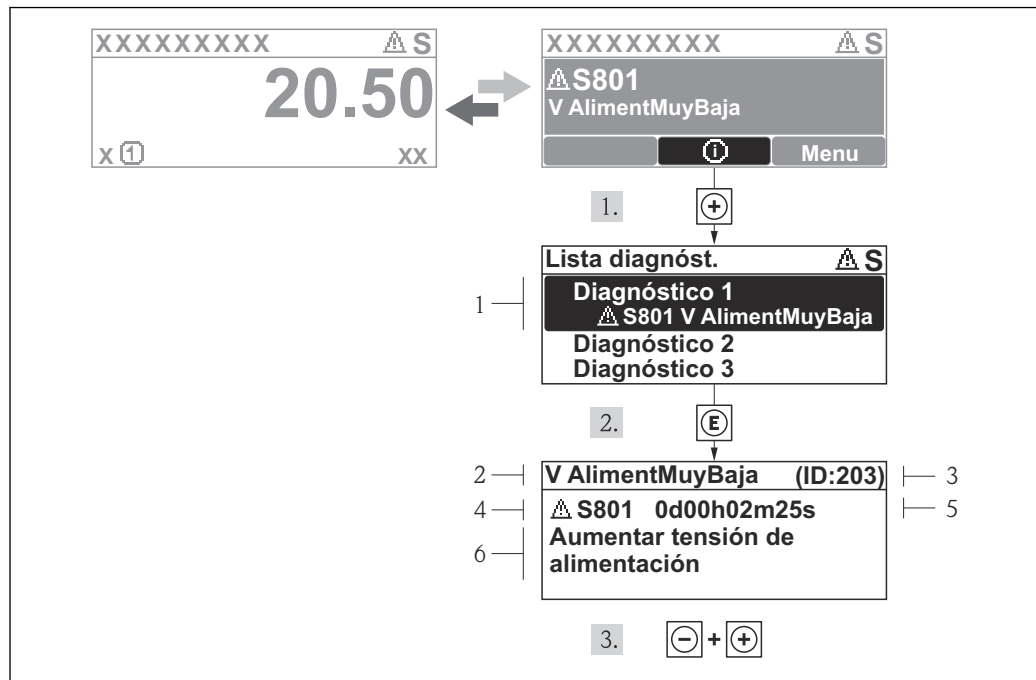 XXXXXXXXX ⚠ S
20.50
X ① XX
XXXXXXXXX ⚠ S
⚠ S801
V AlimentMuyBaja
ⓘ Menu
1. +
Lista diagnóst. ⚠ S
1
Diagnóstico 1
⚠ S801 V AlimentMuyBaja
Diagnóstico 2
Diagnóstico 3
2. E
2 V AlimentMuyBaja (ID:203) 3
4 ⚠ S801 0d00h02m25s 5
6
Aumentar tensión de
alimentación
3. - + +